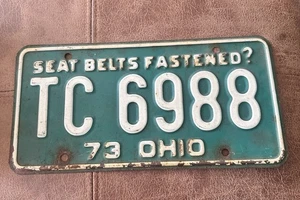 SEAT BELTS FASTENED?
TC 6988
73 OHIO